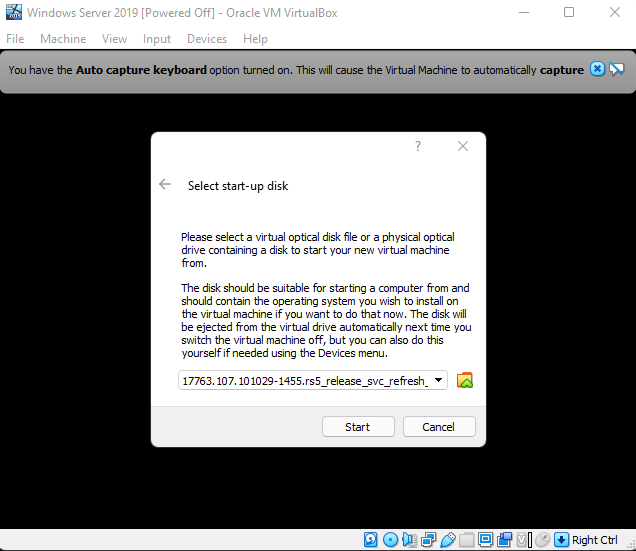 Windows Server 2019 [Powered Off] - Oracle VM VirtualBox
File Machine View Input Devices Help
You have the Auto capture keyboard option turned on. This will cause the Virtual Machine to automatically capture
?
Select start-up disk
Please select a virtual optical disk file or a physical optical
drive containing a disk to start your new virtual machine
from.
The disk should be suitable for starting a computer from and
should contain the operating system you wish to install on
the virtual machine if you want to do that now. The disk will
be ejected from the virtual drive automatically next time you
switch the virtual machine off, but you can also do this
yourself if needed using the Devices menu.
17763.107.101029-1455.rs5_release_svc_refresh_
Start Cancel
Right Ctrl